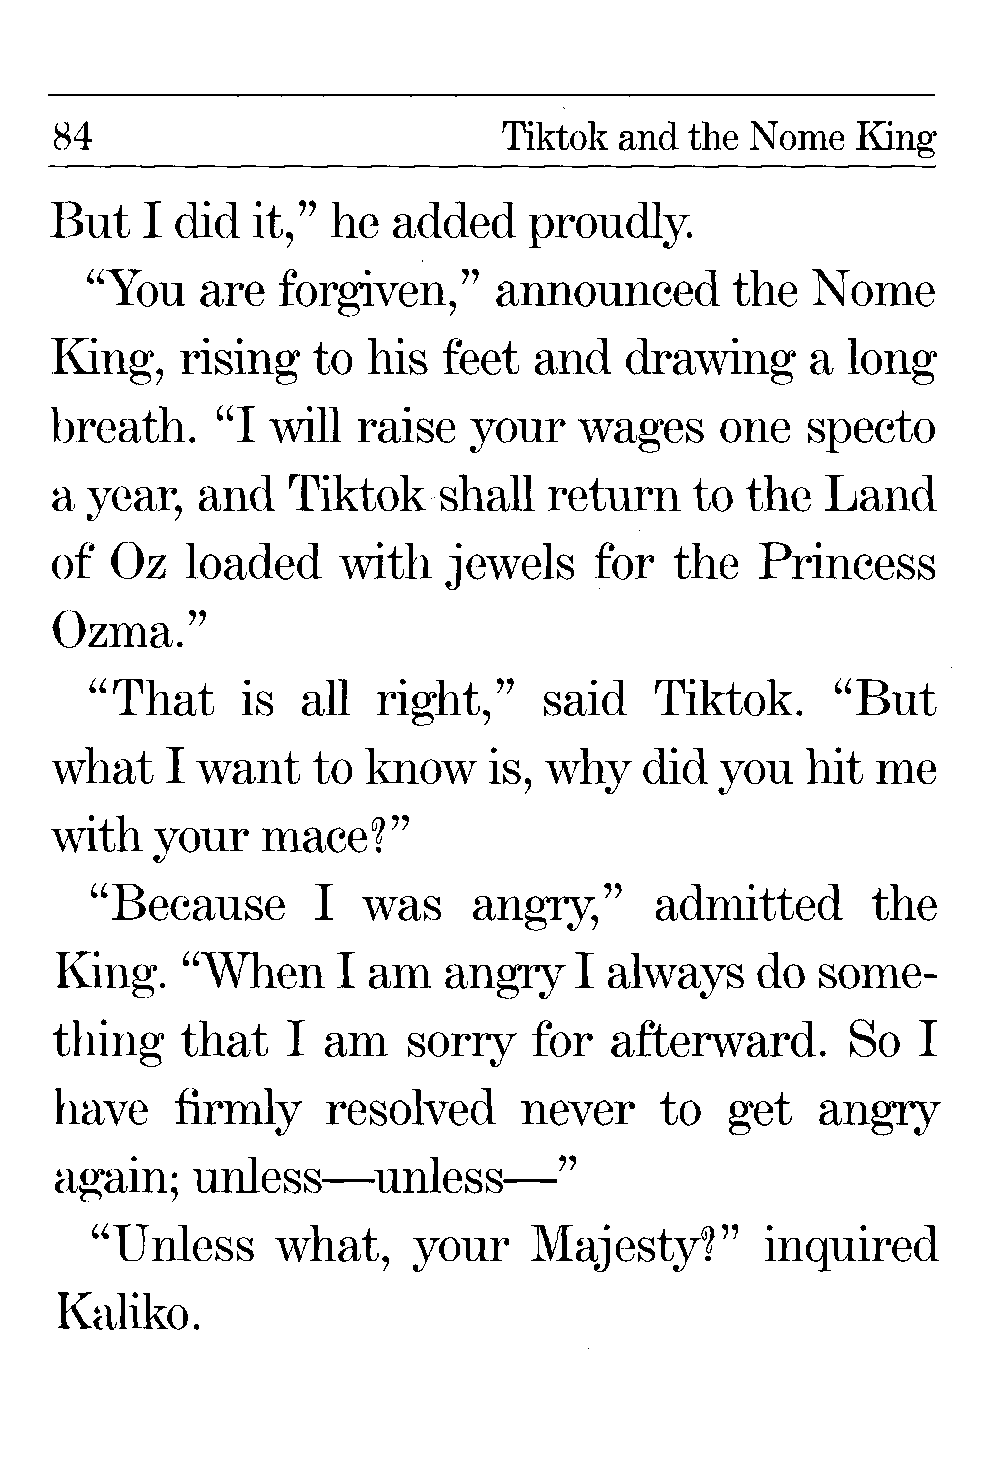 84 Tiktok and the Nome King
But I did it,” he added proudly.
“You are forgiven,” announced the Nome
King, rising to his feet and drawing a long
breath. “I will raise your wages one specto
a year, and Tiktok shall return to the Land
of Oz loaded with jewels for the Princess
Ozma.”
“That is all right,” said Tiktok. “But
what I want to know is, why did you hit me
with your mace?”
“Because I was angry,” admitted the
King. “When I am angry I always do some-
thing that I am sorry for afterward. So I
have firmly resolved never to get angry
again; unless—unless—”
“Unless what, your Majesty?” inquired
Kaliko.